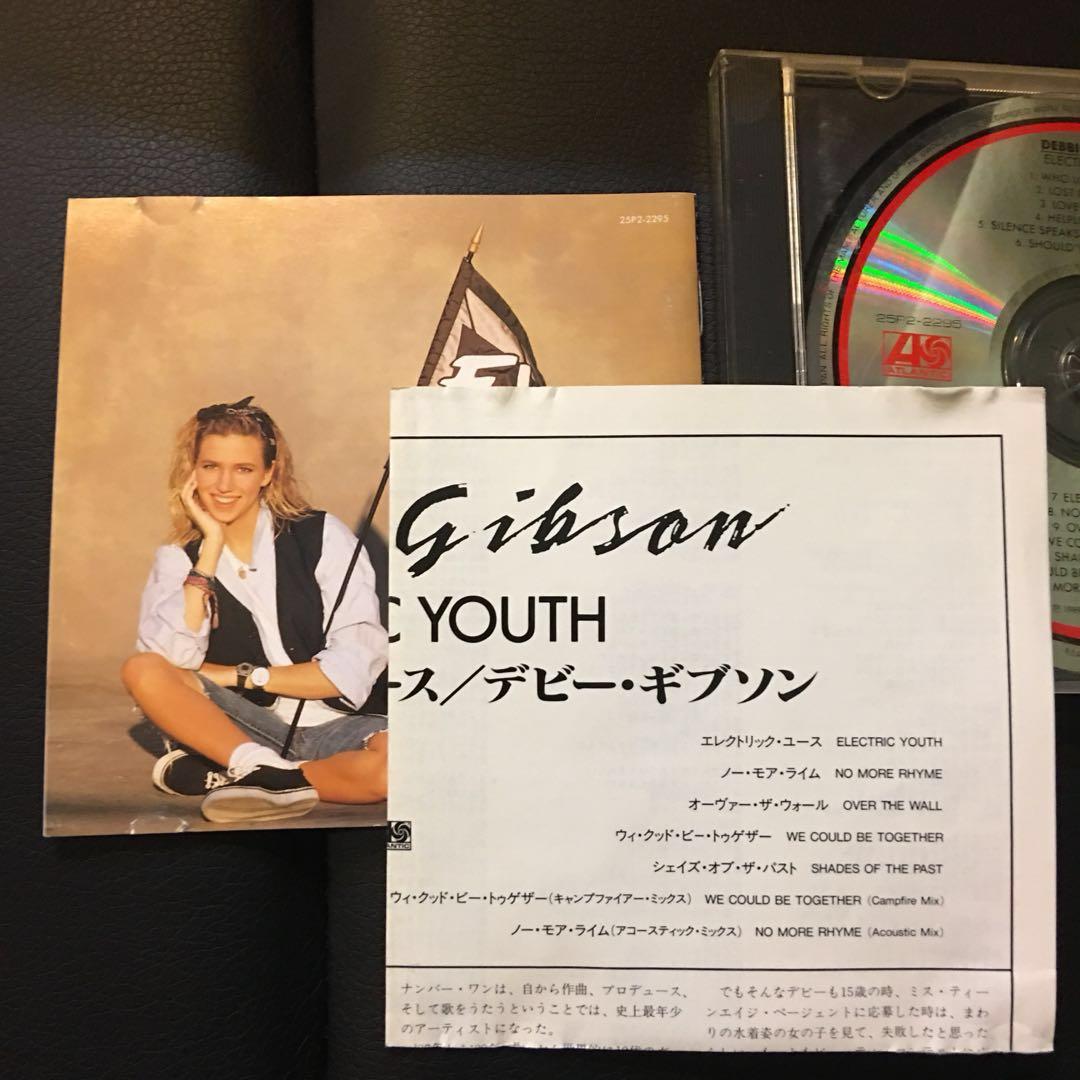 25P2-2295
Gibson
C YOUTH
ース/デビー・ギブソン
エレクトリック・ユース ELECTRIC YOUTH
ノー・モア・ライム NO MORE RHYME
オーヴァー・ザ・ウォール OVER THE WALL
ウィ・クッド・ビー・トゥゲザー WE COULD BE TOGETHER
シェイズ・オブ・ザ・パスト SHADES OF THE PAST
ウィ・クッド・ビー・トゥゲザー(キャンプファイアー・ミックス) WE COULD BE TOGETHER (Campfire Mix)
ノー・モア・ライム(アコースティック・ミックス) NO MORE RHYME (Acoustic Mix)
ナンバー・ワンは、自から作曲、プロデュース、
そして歌をうたうということでは、史上最年少
のアーティストになった。
でもそんなデビーも15歳の時、ミス・ティー
ンエイジ・ページェントに応募した時は、まわ
りの水着姿の女の子を見て、失敗したと思った
DEBBI
ELECT
1. WHO
2. LOST
3. LOVE
4. HELPL
5. SILENCE SPEAKS
6. SHOULD'
25P2-2295
ATLANTIC
7 ELE
8. NO
9. OV
VE CO
SHA
ULD BE
MOR